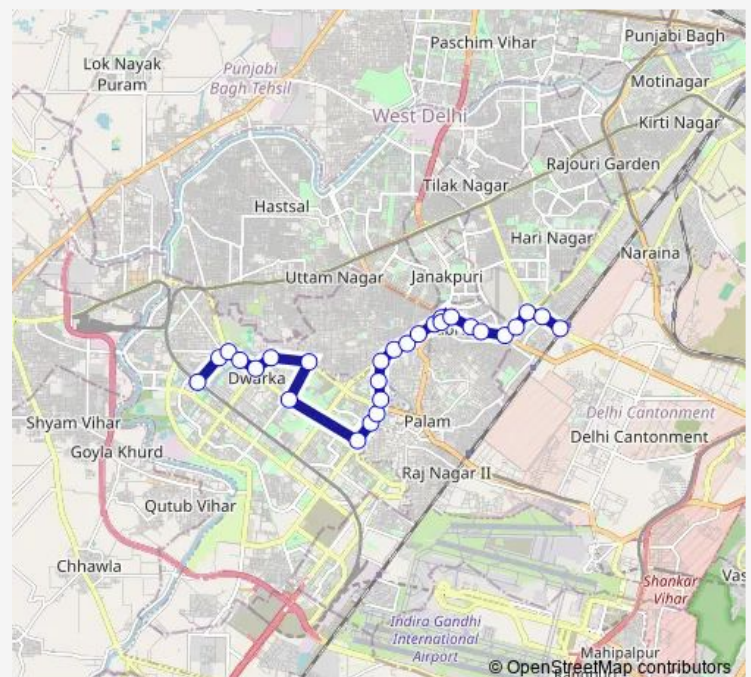 Paschim Vihar
Punjabi Bagh
Lok Nayak
Puram
Punjabi
Bagh Tehsil
Motinagar
West Delhi
Kirti Nagar
Rajouri Garden
Tilak Nagar
Hastsal
Hari Nagar
Naraina
Uttam Nagar
Janakpuri
Dwarka
Shyam Vihar
Palam
Delhi Cantonment
Delhi Cantonment
Goyla Khurd
Raj Nagar II
Qutub Vihar
Chhawla
Shankar
Vihar
Vas
Indira Gandhi
International
Airport
Mahipalpur
© OpenStreetMap contributors